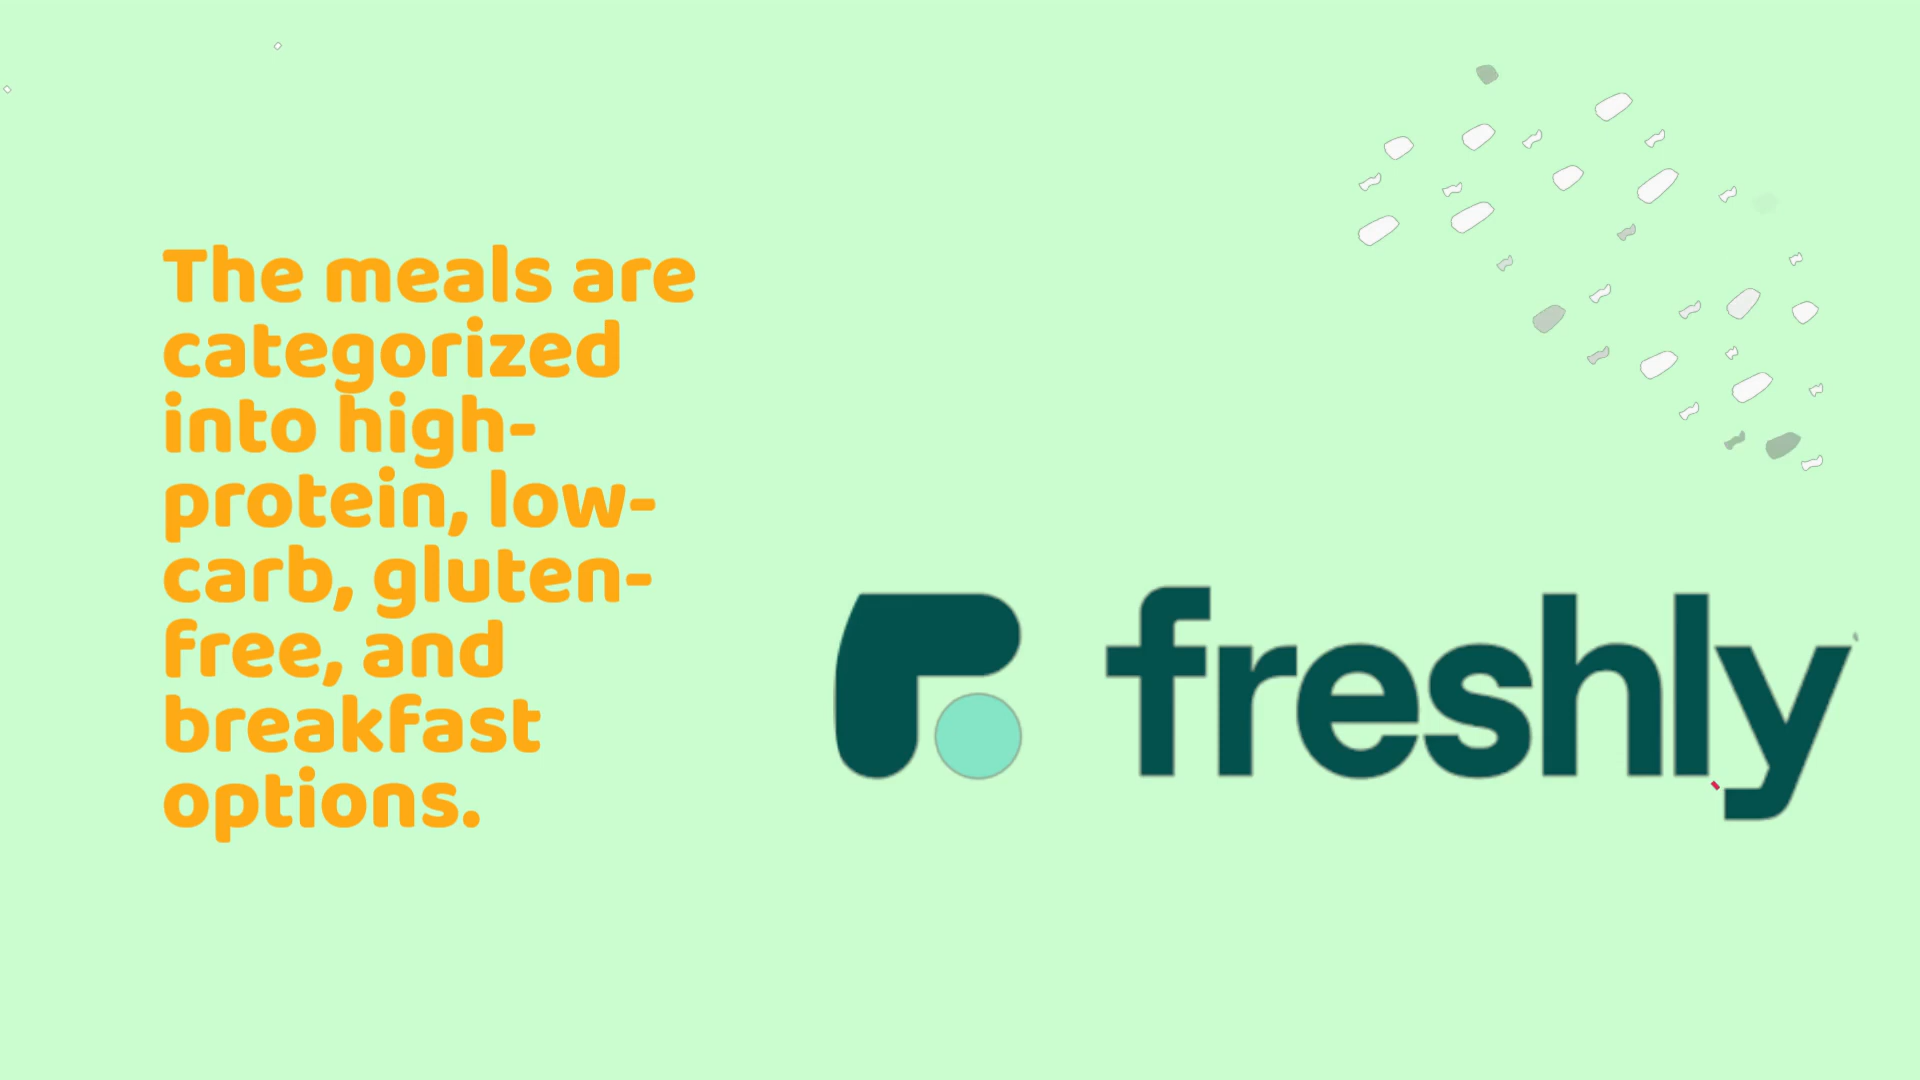 The meals are
categorized
into high-
protein, low-
carb, gluten-
free, and
breakfast
options.
freshly